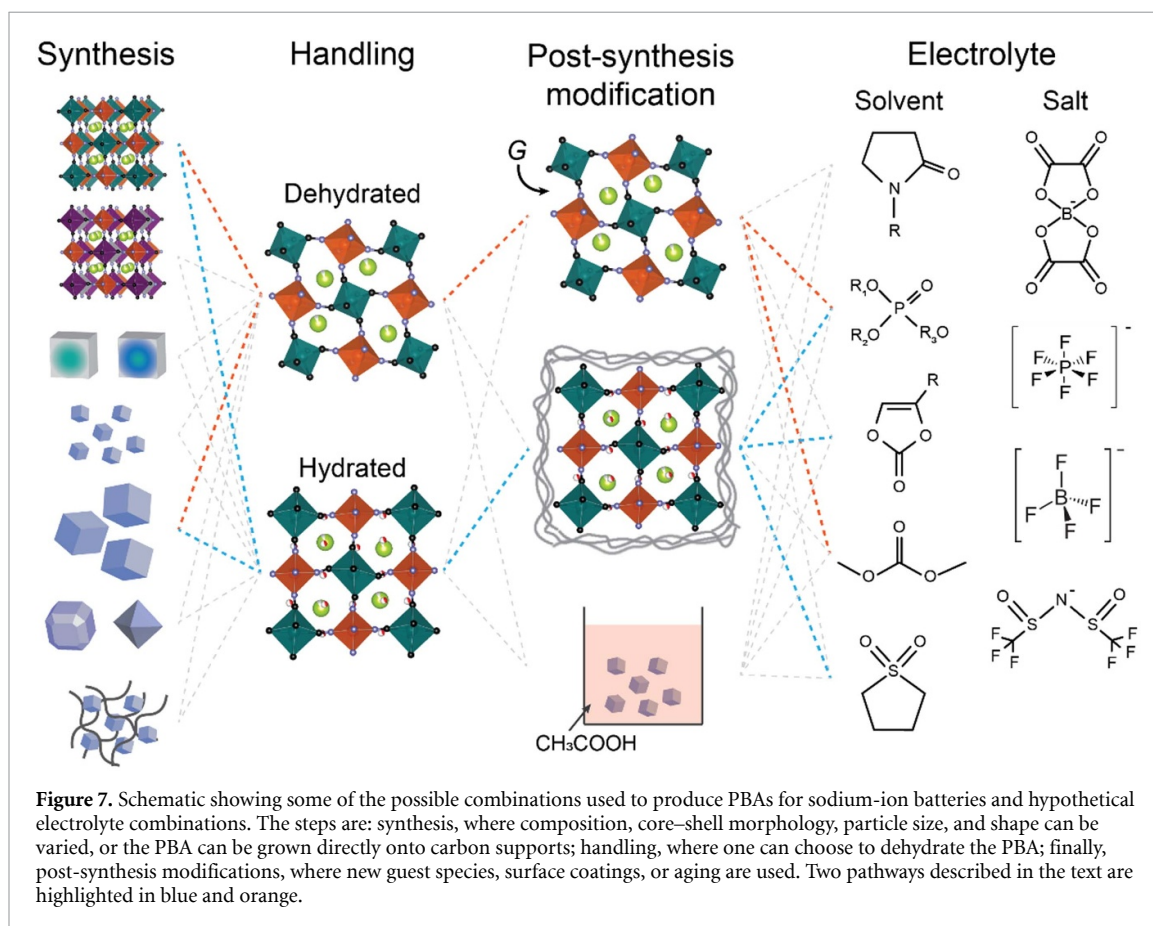 Synthesis
Handling
Post-synthesis
modification
Electrolyte
Solvent
Salt
Dehydrated
Hydrated
G
CH₃COOH
O
N
R
R₁O
O
P
R₂O
R₃O
R
O
O
O
O
O
O
O
O
S
O
O
O
O
O
B⁻
O
O
O
O
-
F
F
F
P
F
F
F
-
F
B
F
F
F
O
N⁻
O
S
S
O
O
F
F
F
F
F
F
Figure 7. Schematic showing some of the possible combinations used to produce PBAs for sodium-ion batteries and hypothetical
electrolyte combinations. The steps are: synthesis, where composition, core–shell morphology, particle size, and shape can be
varied, or the PBA can be grown directly onto carbon supports; handling, where one can choose to dehydrate the PBA; finally,
post-synthesis modifications, where new guest species, surface coatings, or aging are used. Two pathways described in the text are
highlighted in blue and orange.